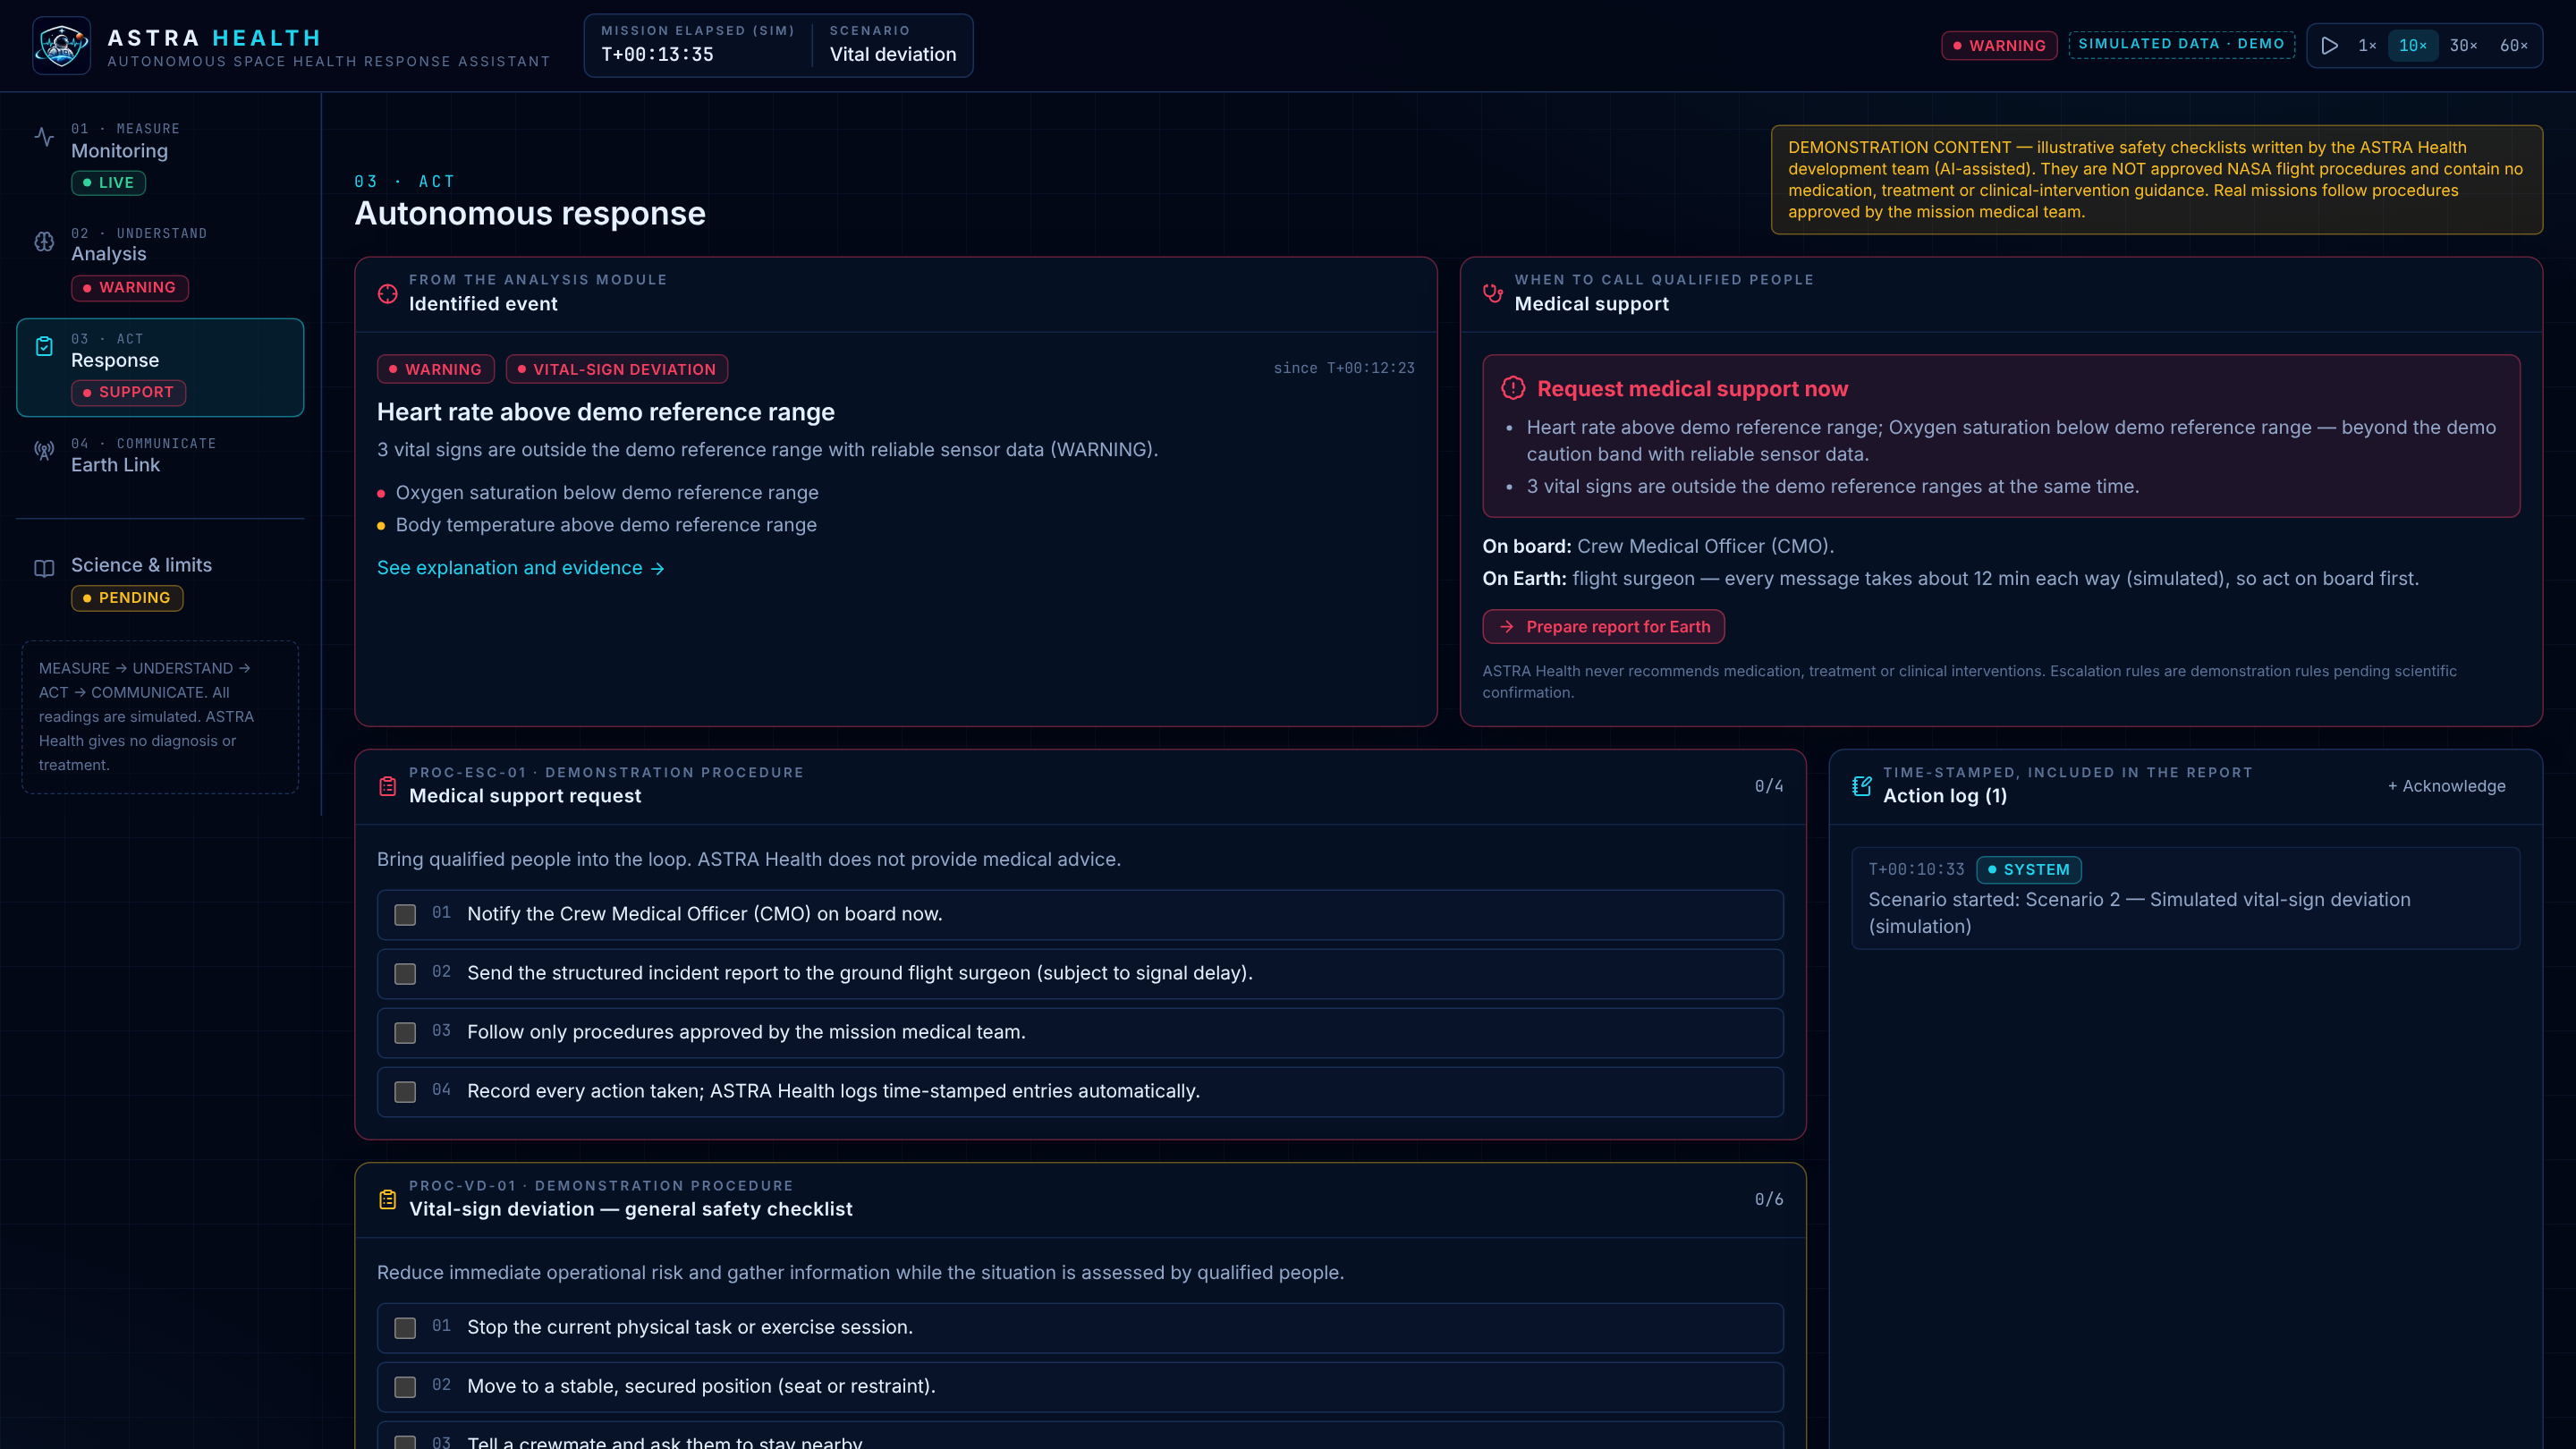 ASTRA HEALTH
AUTONOMOUS SPACE HEALTH RESPONSE ASSISTANT
MISSION ELAPSED (SIM)
T+00:13:35
SCENARIO
Vital deviation
WARNING
SIMULATED DATA · DEMO
1×
10×
30×
60×
01 · MEASURE
Monitoring
LIVE
02 · UNDERSTAND
Analysis
WARNING
03 · ACT
Response
SUPPORT
04 · COMMUNICATE
Earth Link
Science & limits
PENDING
MEASURE → UNDERSTAND →
ACT → COMMUNICATE. All
readings are simulated. ASTRA
Health gives no diagnosis or
treatment.
03 · ACT
Autonomous response
DEMONSTRATION CONTENT — illustrative safety checklists written by the ASTRA Health
development team (AI-assisted). They are NOT approved NASA flight procedures and contain no
medication, treatment or clinical-intervention guidance. Real missions follow procedures
approved by the mission medical team.
FROM THE ANALYSIS MODULE
Identified event
WARNING
VITAL-SIGN DEVIATION
since T+00:12:23
Heart rate above demo reference range
3 vital signs are outside the demo reference range with reliable sensor data (WARNING).
Oxygen saturation below demo reference range
Body temperature above demo reference range
See explanation and evidence →
WHEN TO CALL QUALIFIED PEOPLE
Medical support
Request medical support now
• Heart rate above demo reference range; Oxygen saturation below demo reference range — beyond the demo
caution band with reliable sensor data.
• 3 vital signs are outside the demo reference ranges at the same time.
On board: Crew Medical Officer (CMO).
On Earth: flight surgeon — every message takes about 12 min each way (simulated), so act on board first.
→ Prepare report for Earth
ASTRA Health never recommends medication, treatment or clinical interventions. Escalation rules are demonstration rules pending scientific
confirmation.
PROC-ESC-01 · DEMONSTRATION PROCEDURE
Medical support request
0/4
Bring qualified people into the loop. ASTRA Health does not provide medical advice.
01 Notify the Crew Medical Officer (CMO) on board now.
02 Send the structured incident report to the ground flight surgeon (subject to signal delay).
03 Follow only procedures approved by the mission medical team.
04 Record every action taken; ASTRA Health logs time-stamped entries automatically.
TIME-STAMPED, INCLUDED IN THE REPORT
Action log (1)
+ Acknowledge
T+00:10:33 SYSTEM
Scenario started: Scenario 2 — Simulated vital-sign deviation
(simulation)
PROC-VD-01 · DEMONSTRATION PROCEDURE
Vital-sign deviation — general safety checklist
0/6
Reduce immediate operational risk and gather information while the situation is assessed by qualified people.
01 Stop the current physical task or exercise session.
02 Move to a stable, secured position (seat or restraint).
03 Tell a crewmate and ask them to stay nearby